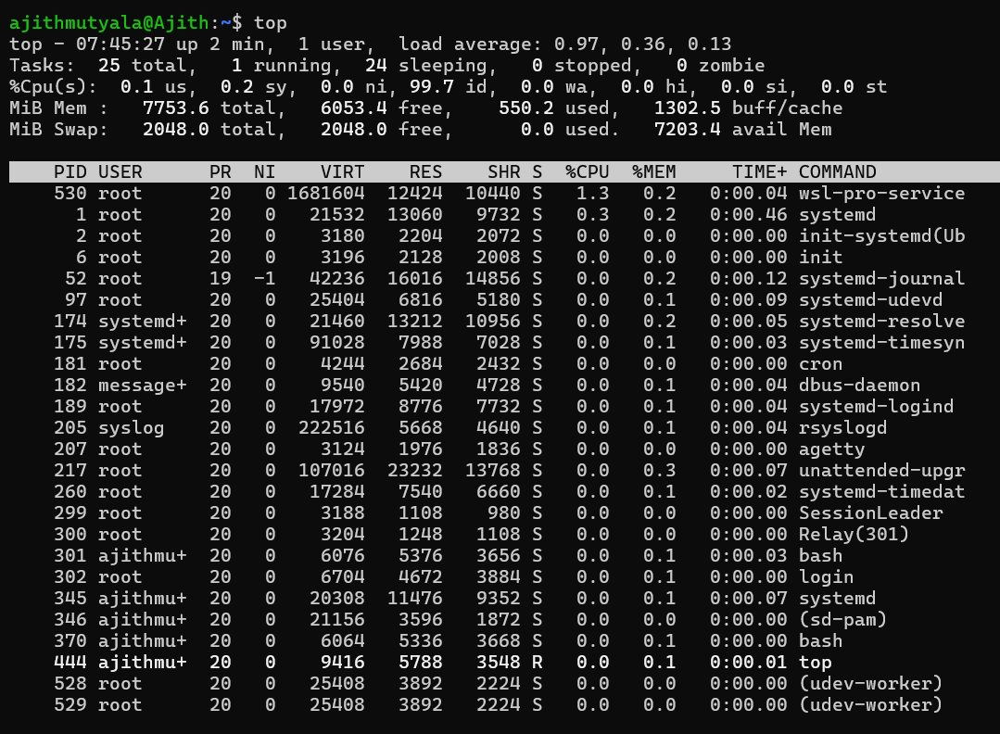 ajithmutyala@Ajith:~$ top
top - 07:45:27 up 2 min,  1 user,  load average: 0.97, 0.36, 0.13
Tasks:  25 total,   1 running,  24 sleeping,   0 stopped,   0 zombie
%Cpu(s):  0.1 us,  0.2 sy,  0.0 ni, 99.7 id,  0.0 wa,  0.0 hi,  0.0 si,  0.0 st
MiB Mem :   7753.6 total,   6053.4 free,    550.2 used,   1302.5 buff/cache
MiB Swap:   2048.0 total,   2048.0 free,      0.0 used.   7203.4 avail Mem
    PID USER      PR  NI    VIRT    RES    SHR S  %CPU  %MEM     TIME+ COMMAND
    530 root      20   0 1681604  12424  10440 S   1.3   0.2   0:00.04 wsl-pro-service
      1 root      20   0   21532  13060   9732 S   0.3   0.2   0:00.46 systemd
      2 root      20   0    3180   2204   2072 S   0.0   0.0   0:00.00 init-systemd(Ub
      6 root      20   0    3196   2128   2008 S   0.0   0.0   0:00.00 init
     52 root      19  -1   42236  16016  14856 S   0.0   0.2   0:00.12 systemd-journal
     97 root      20   0   25404   6816   5180 S   0.0   0.1   0:00.09 systemd-udevd
    174 systemd+  20   0   21460  13212  10956 S   0.0   0.2   0:00.05 systemd-resolve
    175 systemd+  20   0   91028   7988   7028 S   0.0   0.1   0:00.03 systemd-timesyn
    181 root      20   0    4244   2684   2432 S   0.0   0.0   0:00.00 cron
    182 message+  20   0    9540   5420   4728 S   0.0   0.1   0:00.04 dbus-daemon
    189 root      20   0   17972   8776   7732 S   0.0   0.1   0:00.04 systemd-logind
    205 syslog    20   0  222516   5668   4640 S   0.0   0.1   0:00.04 rsyslogd
    207 root      20   0    3124   1976   1836 S   0.0   0.0   0:00.00 agetty
    217 root      20   0  107016  23232  13768 S   0.0   0.3   0:00.07 unattended-upgr
    260 root      20   0   17284   7540   6660 S   0.0   0.1   0:00.02 systemd-timedat
    299 root      20   0    3188   1108    980 S   0.0   0.0   0:00.00 SessionLeader
    300 root      20   0    3204   1248   1108 S   0.0   0.0   0:00.00 Relay(301)
    301 ajithmu+  20   0    6076   5376   3656 S   0.0   0.1   0:00.03 bash
    302 root      20   0    6704   4672   3884 S   0.0   0.1   0:00.00 login
    345 ajithmu+  20   0   20308  11476   9352 S   0.0   0.1   0:00.07 systemd
    346 ajithmu+  20   0   21156   3596   1872 S   0.0   0.0   0:00.00 (sd-pam)
    370 ajithmu+  20   0    6064   5336   3668 S   0.0   0.1   0:00.00 bash
    444 ajithmu+  20   0    9416   5788   3548 R   0.0   0.1   0:00.01 top
    528 root      20   0   25408   3892   2224 S   0.0   0.0   0:00.00 (udev-worker)
    529 root      20   0   25408   3892   2224 S   0.0   0.0   0:00.00 (udev-worker)